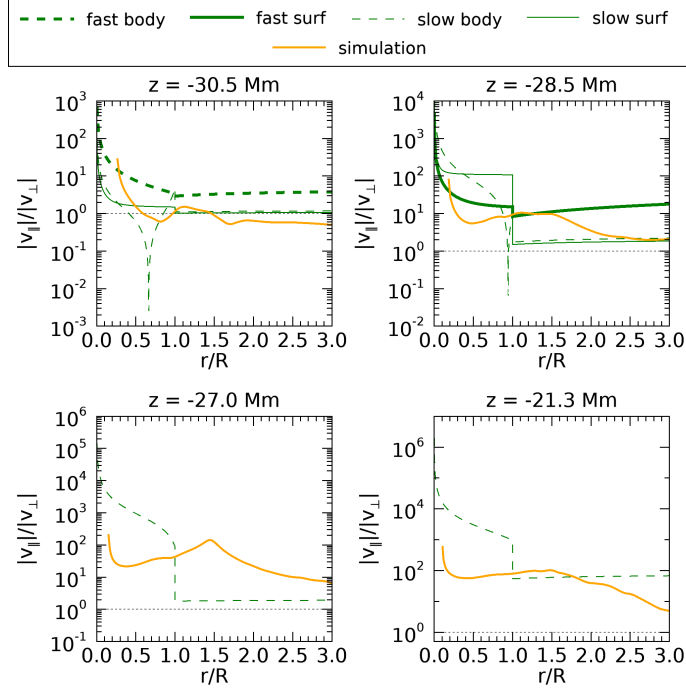 fast body fast surf slow body slow surf
simulation
z = -30.5 Mm z = -28.5 Mm
10³ 10² 10¹ 10⁰ 10⁻¹ 10⁻² 10⁻³
|v∥|/|v⊥|
0.0 0.5 1.0 1.5 2.0 2.5 3.0
r/R
10⁴ 10³ 10² 10¹ 10⁰ 10⁻¹ 10⁻²
|v∥|/|v⊥|
0.0 0.5 1.0 1.5 2.0 2.5 3.0
r/R
z = -27.0 Mm z = -21.3 Mm
10⁶ 10⁵ 10⁴ 10³ 10² 10¹ 10⁰ 10⁻¹
|v∥|/|v⊥|
0.0 0.5 1.0 1.5 2.0 2.5 3.0
r/R
10⁶ 10⁴ 10² 10⁰
|v∥|/|v⊥|
0.0 0.5 1.0 1.5 2.0 2.5 3.0
r/R